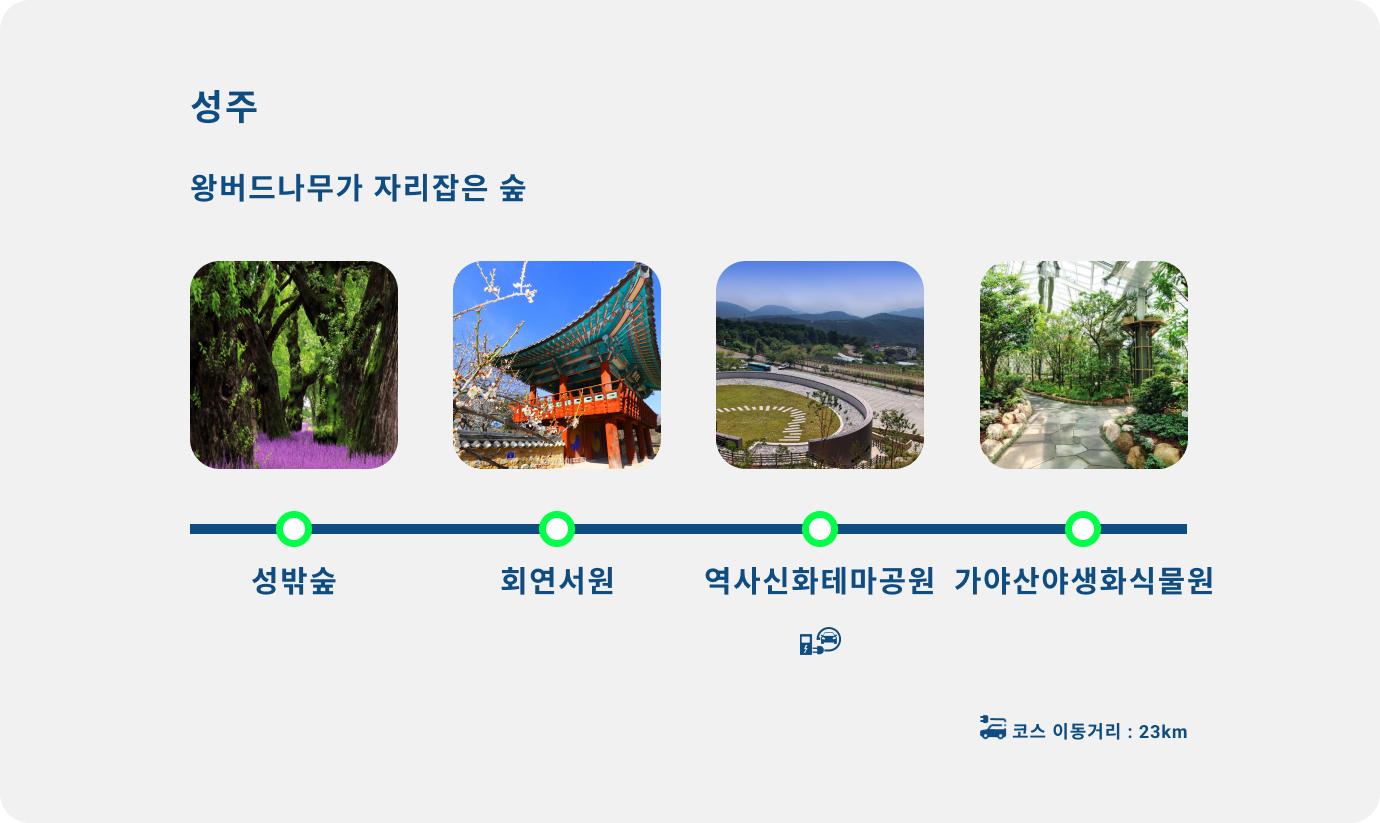 성주
왕버드나무가 자리잡은 숲
성밖숲
회연서원
역사신화테마공원
가야산야생화식물원
코스 이동거리 : 23km